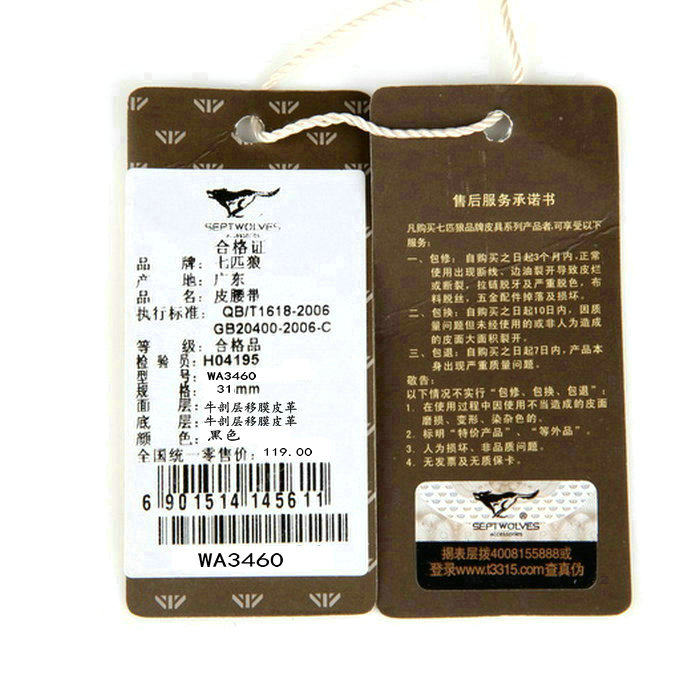 SEPTWOLVES
accessories
合格证
品 牌：七匹狼
产 地：广东
品 名：皮腰带
执行标准：QB/T1618-2006
GB20400-2006-C
等 级：合格品
检 验 员：H04195
型 号：WA3460
规 格：31mm
面 层：牛剖层移膜皮革
底 层：牛剖层移膜皮革
颜 色：黑色
全国统一零售价：119.00
6 901514 145611
WA3460
售后服务承诺书
凡购买七匹狼品牌皮具系列产品者,可享受以下
服务：
一、包修：自购买之日起3个月内,正常
使用出现断线、边油裂开导致皮烂
或断裂，拉链脱牙及严重脱色，布
料脱丝，五金配件掉落及损坏。
二、包换：自购买之日起10日内，因质
量问题但未经使用的或非人为造成
的皮面大面积裂开。
三、包退：自购买之日起7日内，产品本
身出现严重质量问题。
敬告：
以下情况不实行“包修、包换、包退”：
1．在使用过程中因使用不当造成的皮面
磨损、变形、染杂色的。
2．标明“特价产品”、“等外品”。
3．人为损坏、非品质问题。
4．无发票及无质保卡。
SEPTWOLVES ®
accessories
揭表层拨4008155888或
登录www.t3315.com查真伪